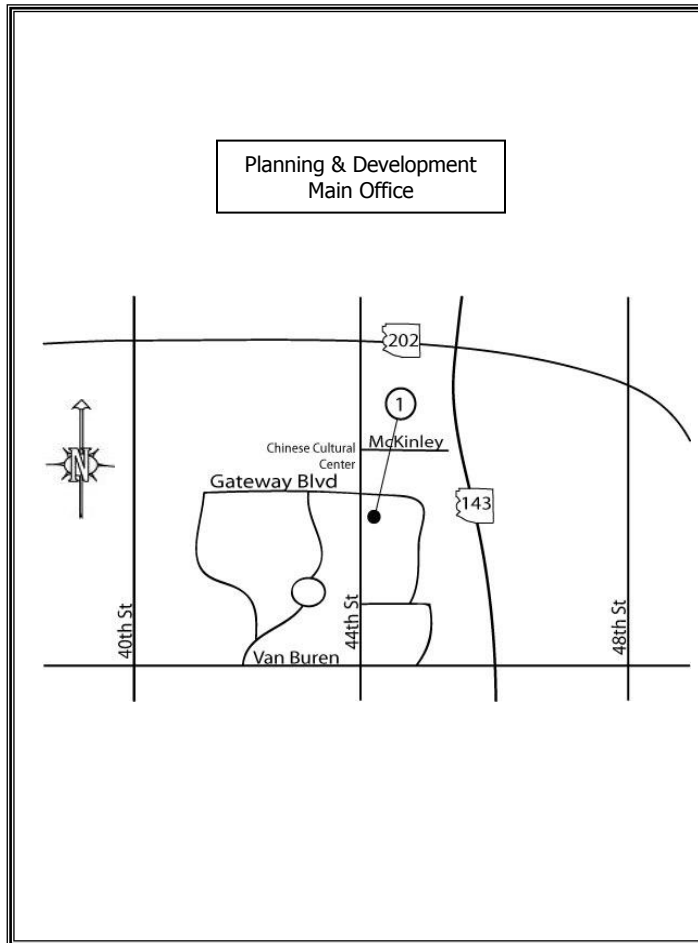 Planning & Development
Main Office
202
1
McKinley
Chinese Cultural
Center
Gateway Blvd
N
143
40th St
44th St
48th St
Van Buren